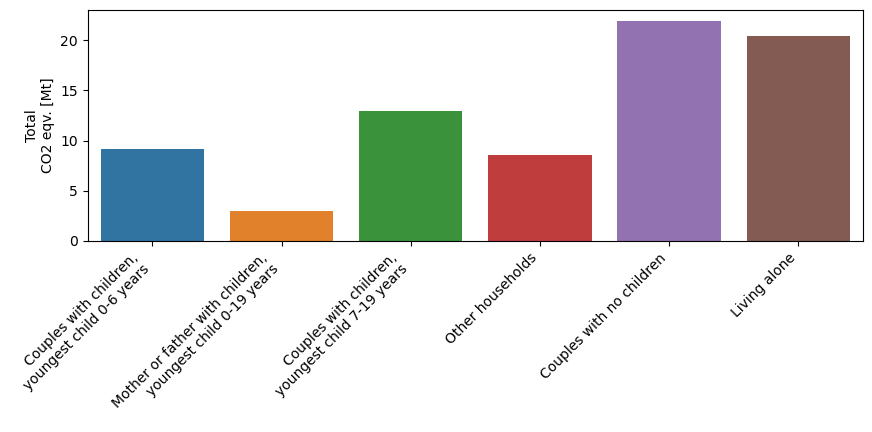 Total
CO2 eqv. [Mt]
20
15
10
5
0
Couples with children,
youngest child 0-6 years
Mother or father with children,
youngest child 0-19 years
Couples with children,
youngest child 7-19 years
Other households
Couples with no children
Living alone